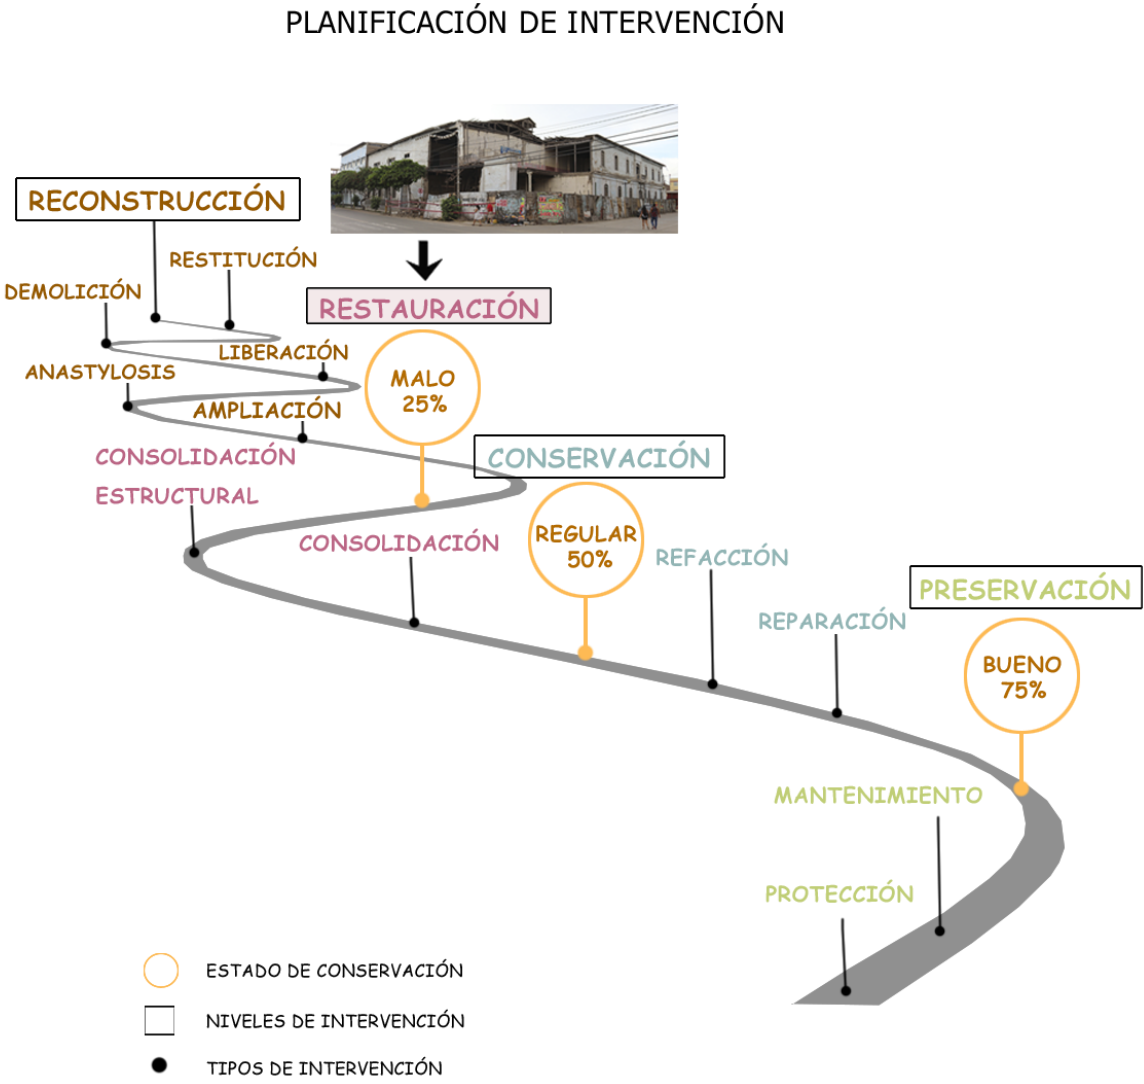 PLANIFICACIÓN DE INTERVENCIÓN
RECONSTRUCCIÓN
RESTITUCIÓN
DEMOLICIÓN
RESTAURACIÓN
LIBERACIÓN
ANASTYLOSIS
MALO
25%
AMPLIACIÓN
CONSOLIDACIÓN
ESTRUCTURAL
CONSERVACIÓN
CONSOLIDACIÓN
REGULAR
50%
REFACCIÓN
PRESERVACIÓN
REPARACIÓN
BUENO
75%
MANTENIMIENTO
PROTECCIÓN
ESTADO DE CONSERVACIÓN
NIVELES DE INTERVENCIÓN
TIPOS DE INTERVENCIÓN